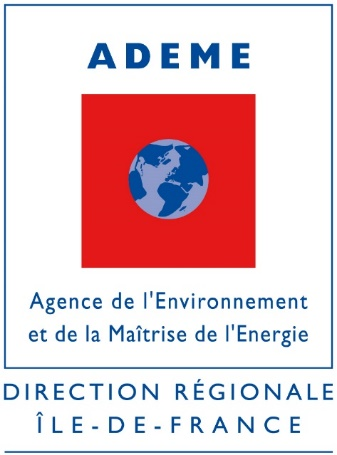 ADEME
Agence de l'Environnement
et de la Maîtrise de l'Energie
DIRECTION RÉGIONALE
ÎLE-DE-FRANCE